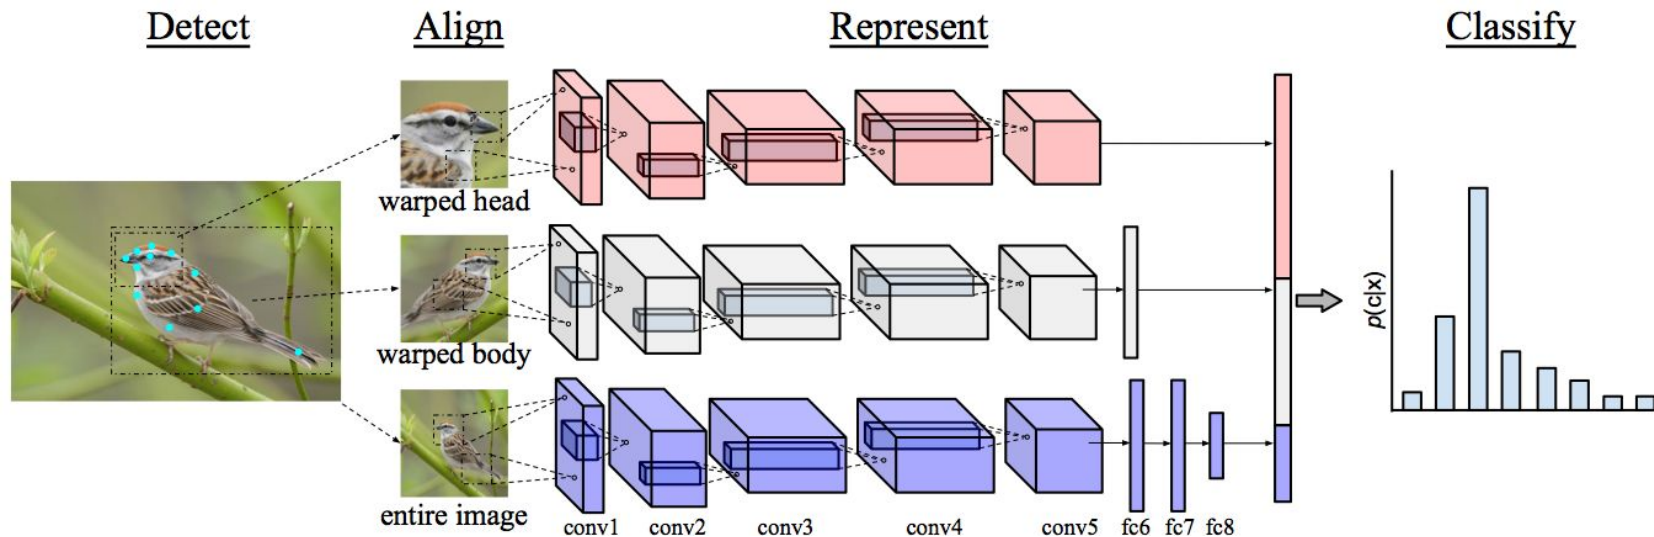 Detect
Align
Represent
Classify
warped head
warped body
entire image
conv1
conv2
conv3
conv4
conv5
fc6
fc7
fc8
p(c|x)